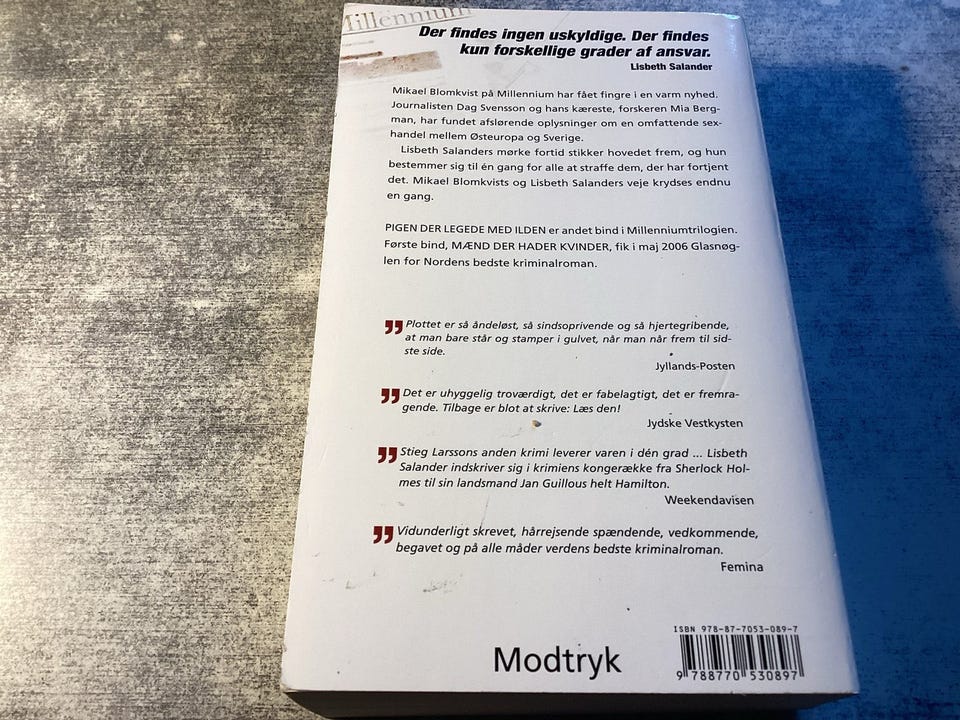 Millennium
Der findes ingen uskyldige. Der findes
kun forskellige grader af ansvar.
Lisbeth Salander
Mikael Blomkvist på Millennium har fået fingre i en varm nyhed.
Journalisten Dag Svensson og hans kæreste, forskeren Mia Berg-
man, har fundet afslørende oplysninger om en omfattende sex-
handel mellem Østeuropa og Sverige.
Lisbeth Salanders mørke fortid stikker hovedet frem, og hun
bestemmer sig til én gang for alle at straffe dem, der har fortjent
det. Mikael Blomkvists og Lisbeth Salanders veje krydses endnu
en gang.
PIGEN DER LEGEDE MED ILDEN er andet bind i Millenniumtrilogien.
Første bind, MÆND DER HADER KVINDER, fik i maj 2006 Glasnøg-
len for Nordens bedste kriminalroman.
” Plottet er så åndeløst, så sindsoprivende og så hjertegribende,
at man bare står og stamper i gulvet, når man når frem til sid-
ste side.
Jyllands-Posten
” Det er uhyggelig troværdigt, det er fabelagtigt, det er fremra-
gende. Tilbage er blot at skrive: Læs den!
Jydske Vestkysten
” Stieg Larssons anden krimi leverer varen i dén grad ... Lisbeth
Salander indskriver sig i krimiens kongerække fra Sherlock Hol-
mes til sin landsmand Jan Guillous helt Hamilton.
Weekendavisen
” Vidunderligt skrevet, hårrejsende spændende, vedkommende,
begavet og på alle måder verdens bedste kriminalroman.
Femina
ISBN 978-87-7053-089-7
Modtryk
9 788770 530897